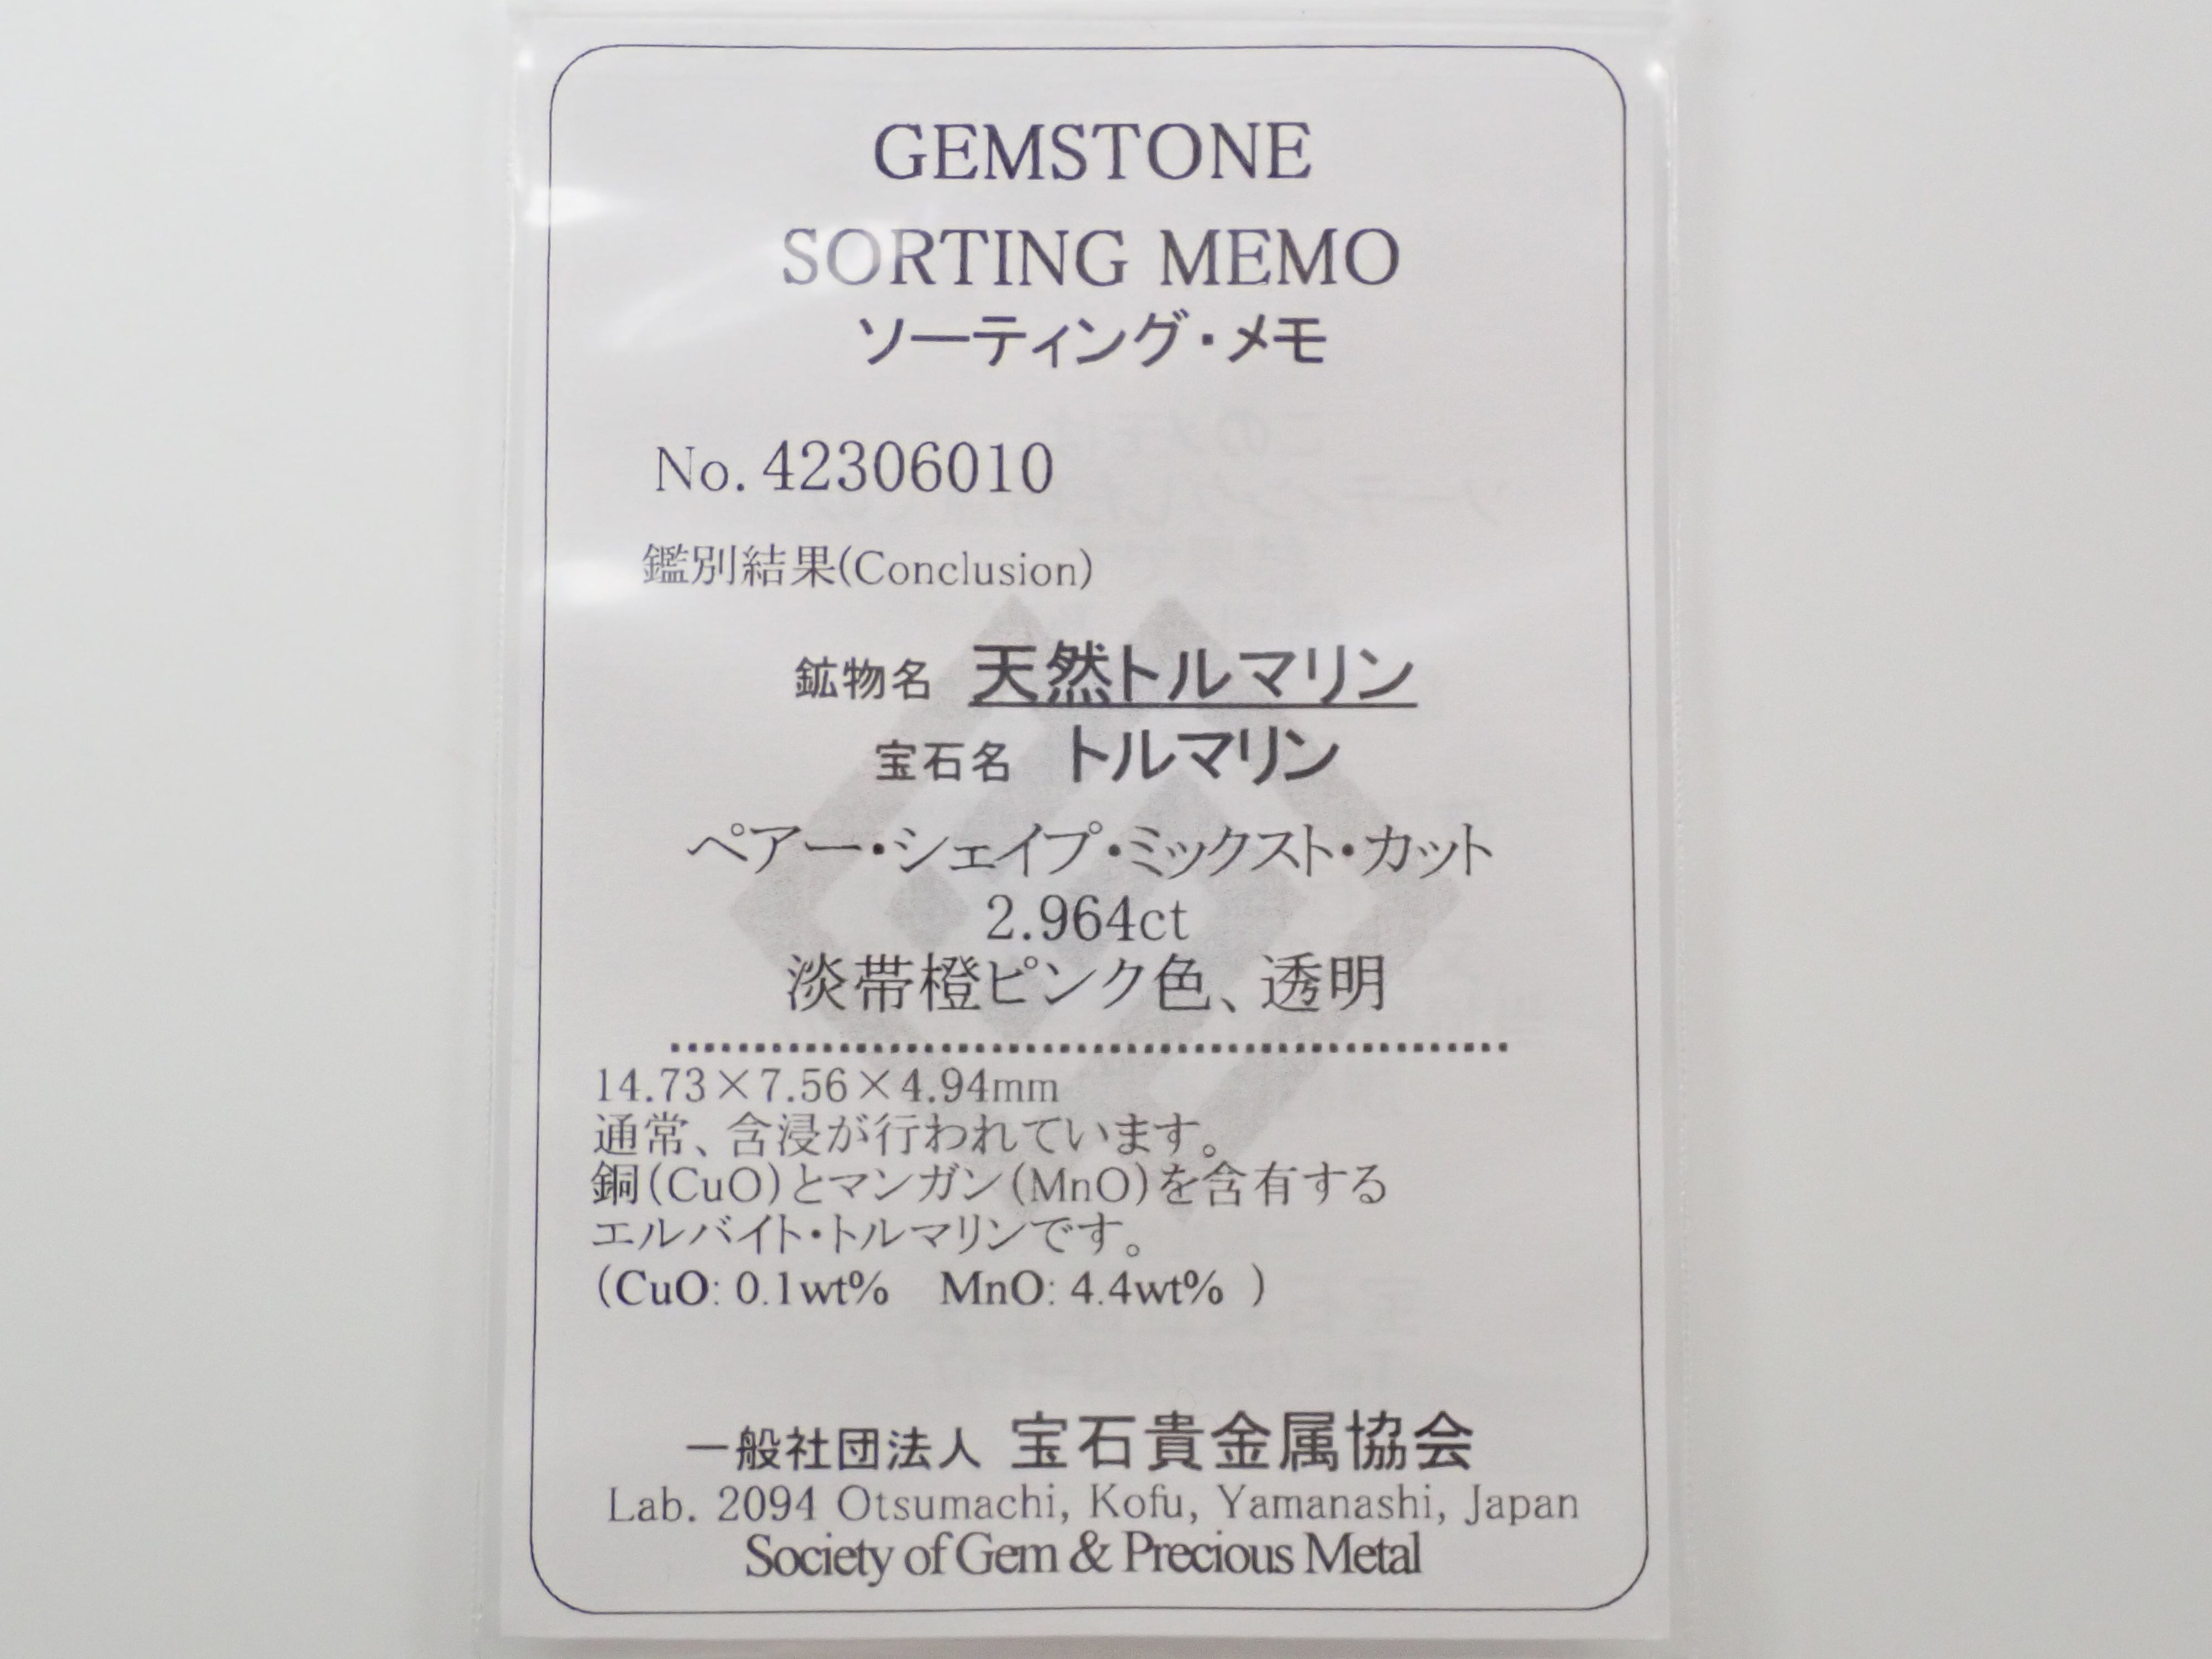 GEMSTONE
SORTING MEMO
ソーティング・メモ
No. 42306010
鑑別結果(Conclusion)
鉱物名 天然トルマリン
宝石名 トルマリン
ペアー・シェイプ・ミックスト・カット
2.964ct
淡帯橙ピンク色、透明
14.73×7.56×4.94mm
通常、含浸が行われています。
銅(CuO)とマンガン(MnO)を含有する
エルバイト・トルマリンです。
(CuO: 0.1wt% MnO: 4.4wt% )
一般社団法人 宝石貴金属協会
Lab. 2094 Otsumachi, Kofu, Yamanashi, Japan
Society of Gem & Precious Metal